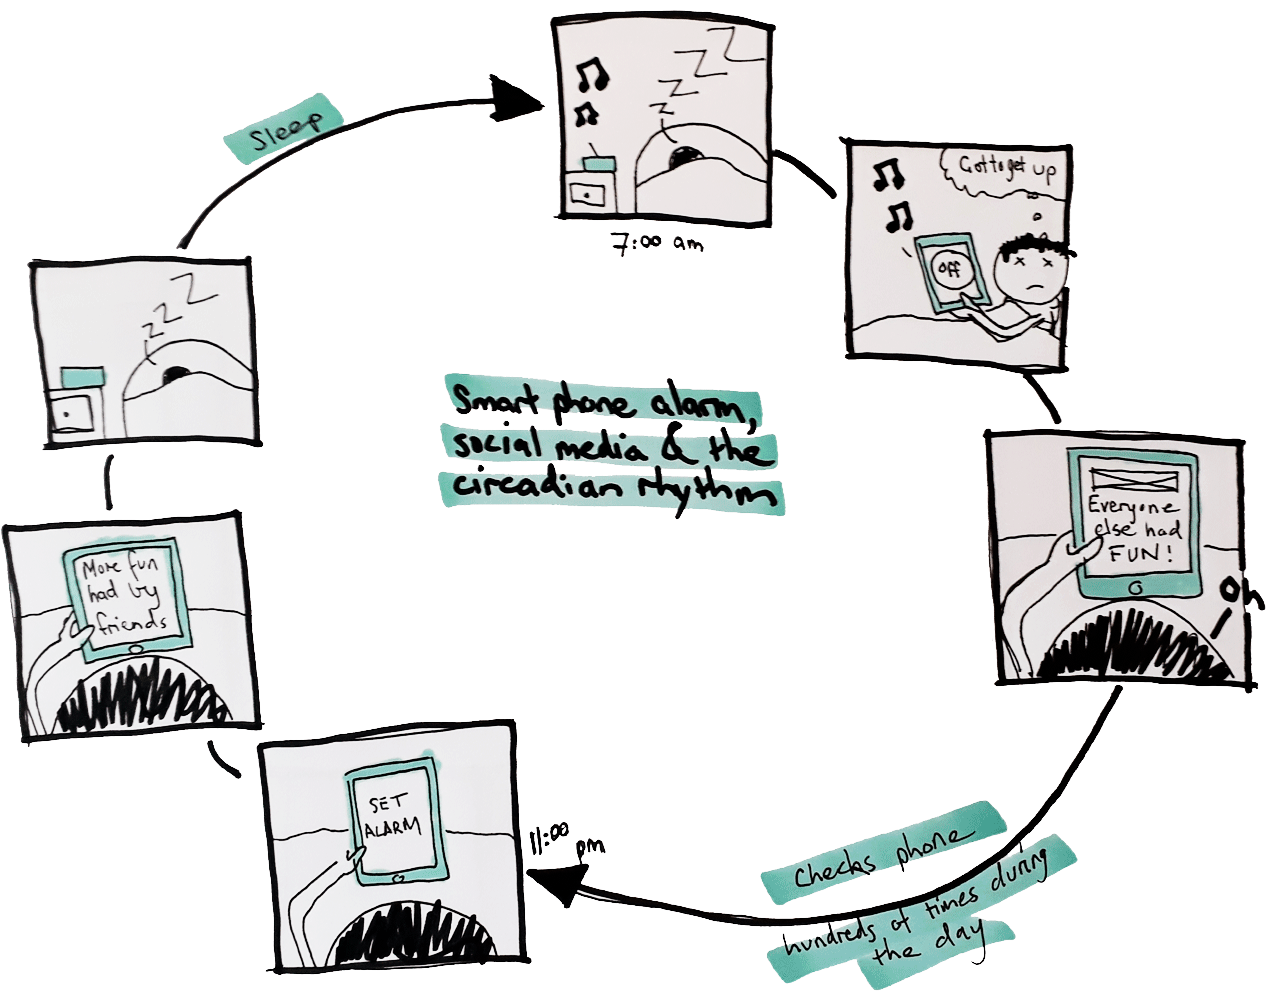 Smart phone alarm,
social media & the
circadian rhythm
Sleep
z z Z Z
7:00 am
Got to get up
Off
Everyone
else had
FUN!
Oh
Checks phone
hundreds of times during
the day
11:00
pm
SET
ALARM
More fun
had by
friends
z z z Z